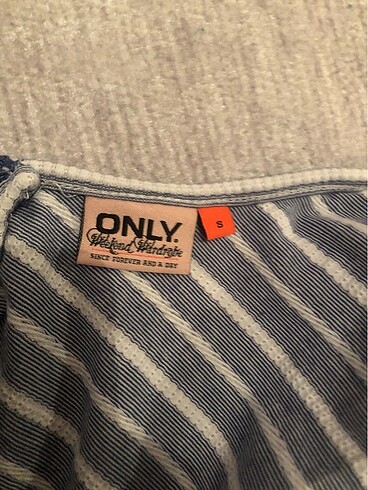 ONLY.
Weekend Wardrobe
SINCE FOREVER AND A DAY
S